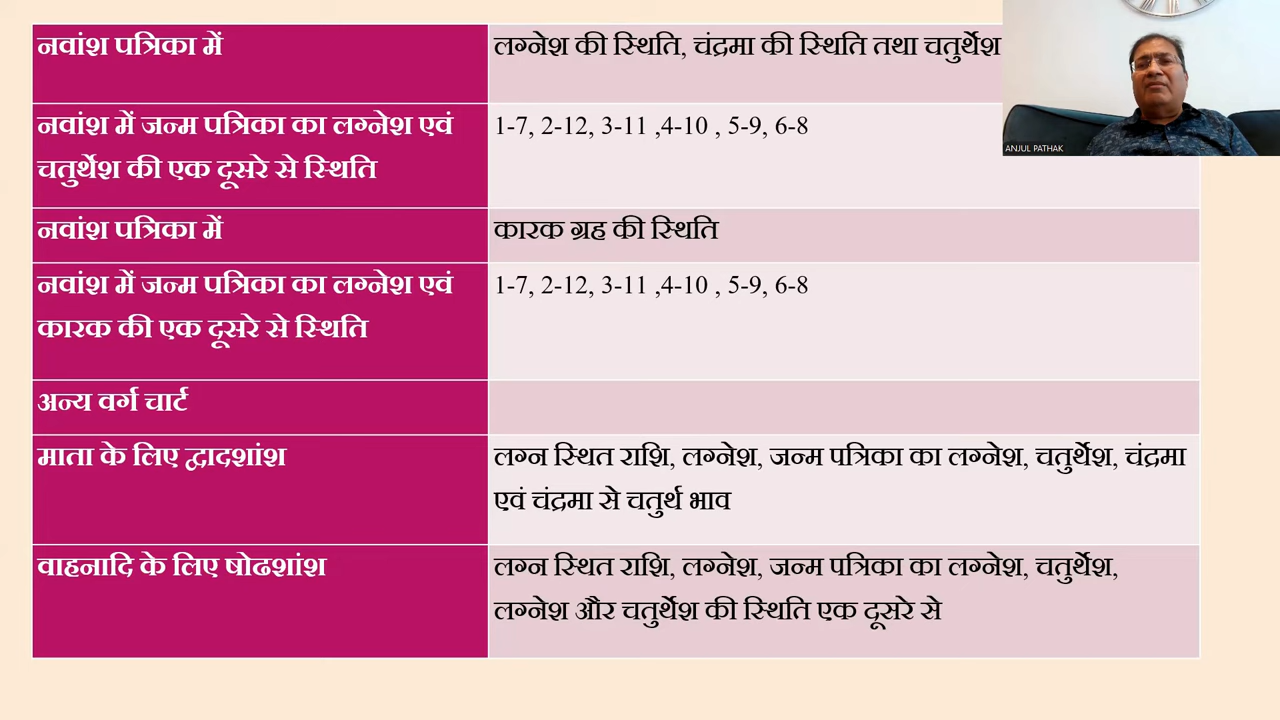 नवांश पत्रिका में
लग्नेश की स्थिति, चंद्रमा की स्थिति तथा चतुर्थेश
ANJUL PATHAK
नवांश में जन्म पत्रिका का लग्नेश एवं
चतुर्थेश की एक दूसरे से स्थिति
1-7, 2-12, 3-11 ,4-10 , 5-9, 6-8
नवांश पत्रिका में
कारक ग्रह की स्थिति
नवांश में जन्म पत्रिका का लग्नेश एवं
कारक की एक दूसरे से स्थिति
1-7, 2-12, 3-11 ,4-10 , 5-9, 6-8
अन्य वर्ग चार्ट
माता के लिए द्वादशांश
लग्न स्थित राशि, लग्नेश, जन्म पत्रिका का लग्नेश, चतुर्थेश, चंद्रमा
एवं चंद्रमा से चतुर्थ भाव
वाहनादि के लिए षोढशांश
लग्न स्थित राशि, लग्नेश, जन्म पत्रिका का लग्नेश, चतुर्थेश,
लग्नेश और चतुर्थेश की स्थिति एक दूसरे से